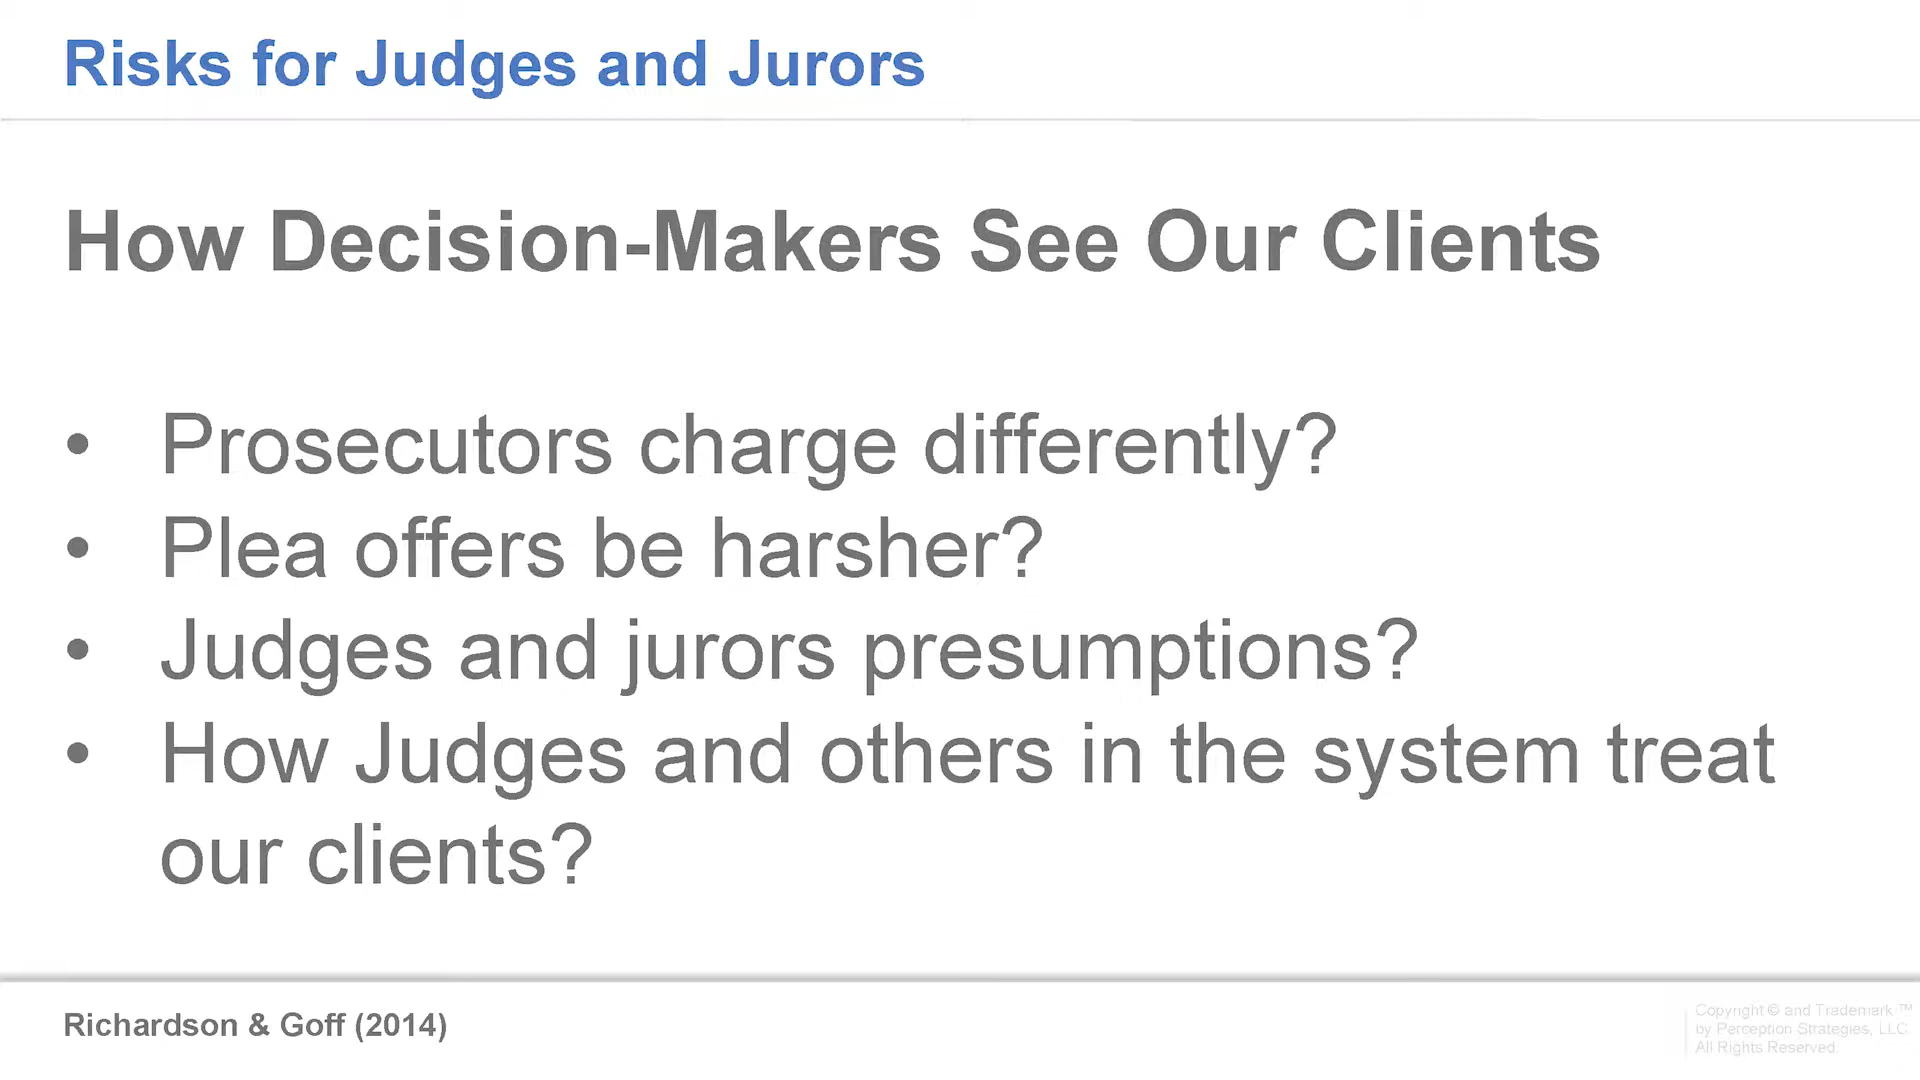 Risks for Judges and Jurors
How Decision-Makers See Our Clients
• Prosecutors charge differently?
• Plea offers be harsher?
• Judges and jurors presumptions?
• How Judges and others in the system treat
our clients?
Richardson & Goff (2014)
Copyright © and Trademark ™
by Perception Strategies, LLC.
All Rights Reserved.